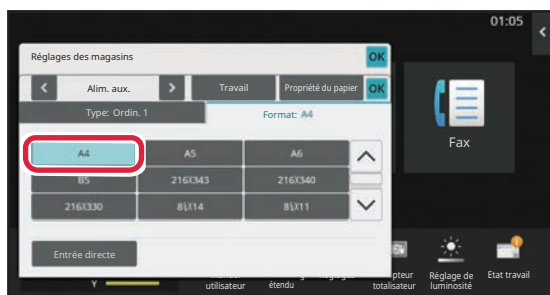 01:05
Réglages des magasins OK
Alim. aux. Travail Propriété du papier OK
Type: Ordin. 1 Format: A4
A4 A5 A6
B5 216X343 216X340
216X330 8½X14 8½X11
Fax
Entrée directe
Y
utilisateur étendu totalisateur
Réglage de luminosité
Etat travail